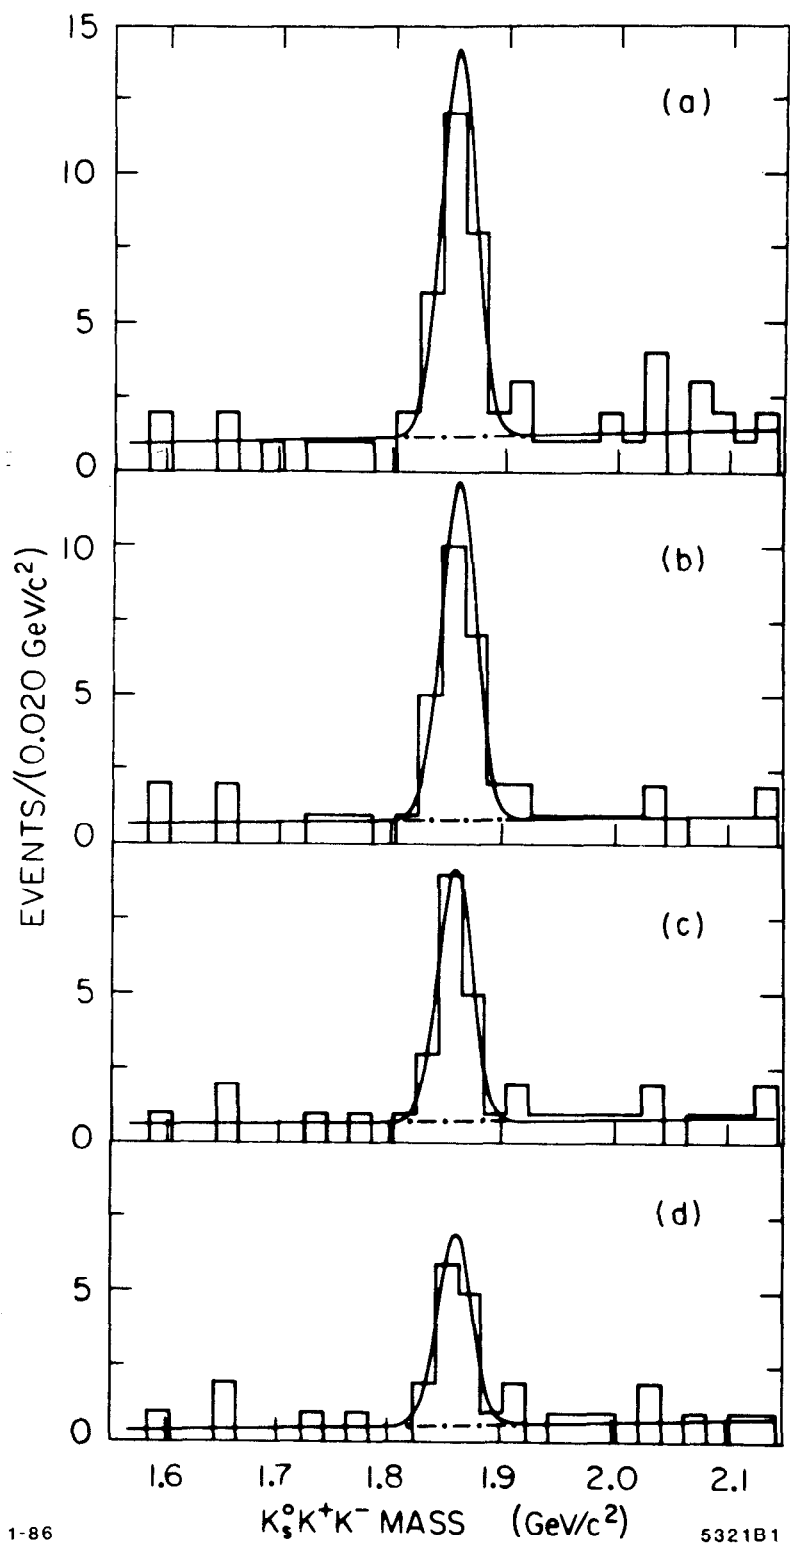 15
(a)
10
5
0
10
(b)
5
0
(c)
5
0
(d)
5
0
EVENTS/(0.020 GeV/c²)
1.6 1.7 1.8 1.9 2.0 2.1
K⁰ₛK⁺K⁻ MASS (GeV/c²)
1-86 5321B1